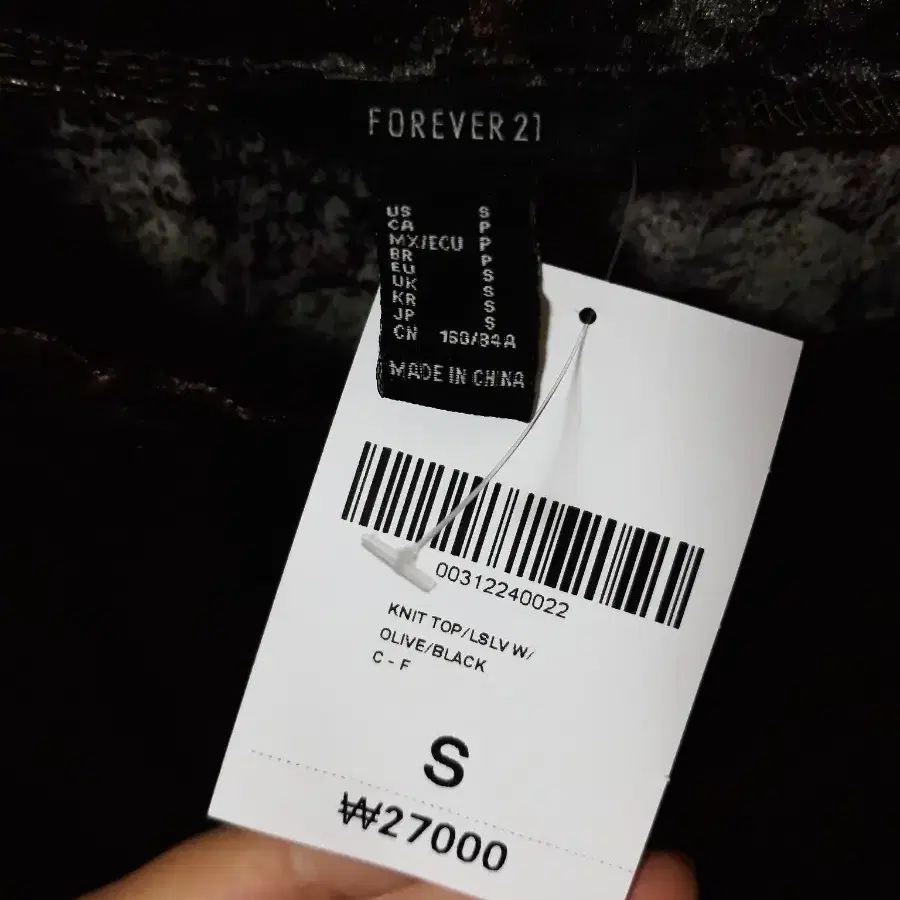 FOREVER 21
US S
CA P
MX/ECU P
BR P
EU S
UK S
KR S
JP S
CN 160/84A
MADE IN CHINA
00312240022
KNIT TOP/LSLV W/
OLIVE/BLACK
C - F
S
₩27000